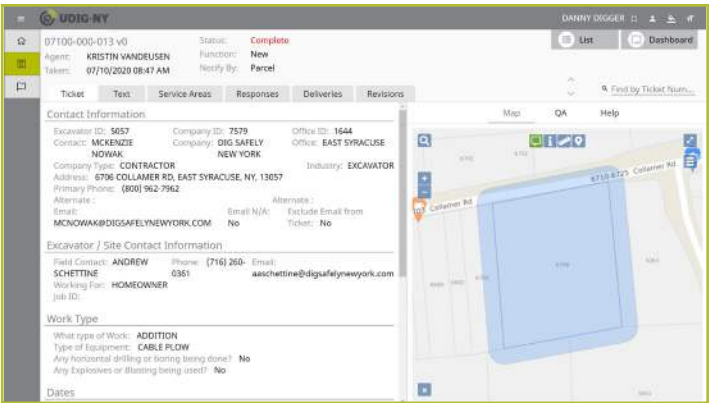 UDIG-NY
DANNY DIGGER
07100-000-013 v0
Status: Complete
Agent: KRISTIN VANDEUSEN
Function: New
Taken: 07/10/2020 08:47 AM
Notify By: Parcel
List
Dashboard
Find by Ticket Num...
Ticket Text Service Areas Responses Deliveries Revisions
Map QA Help
Contact Information
Excavator ID: 5057 Company ID: 7579 Office ID: 1644
Contact: MCKENZIE NOWAK Company: DIG SAFELY NEW YORK Office: EAST SYRACUSE
Company Type: CONTRACTOR Industry: EXCAVATOR
Address: 6706 COLLAMER RD, EAST SYRACUSE, NY, 13057
Primary Phone: (800) 962-7962
Alternate : Alternate :
Email: MCNOWAK@DIGSAFELYNEWYORK.COM Email N/A: No Exclude Email from Ticket: No
Excavator / Site Contact Information
Field Contact: ANDREW SCHETTINE Phone: (716) 260-0361 Email: aaschettine@digsafelynewyork.com
Working For: HOMEOWNER
Job ID:
Work Type
What type of Work: ADDITION
Type of Equipment: CABLE PLOW
Any horizontal drilling or boring being done? No
Any Explosives or Blasting being used? No
Dates
6710-6725 Collamer Rd
Collamer Rd